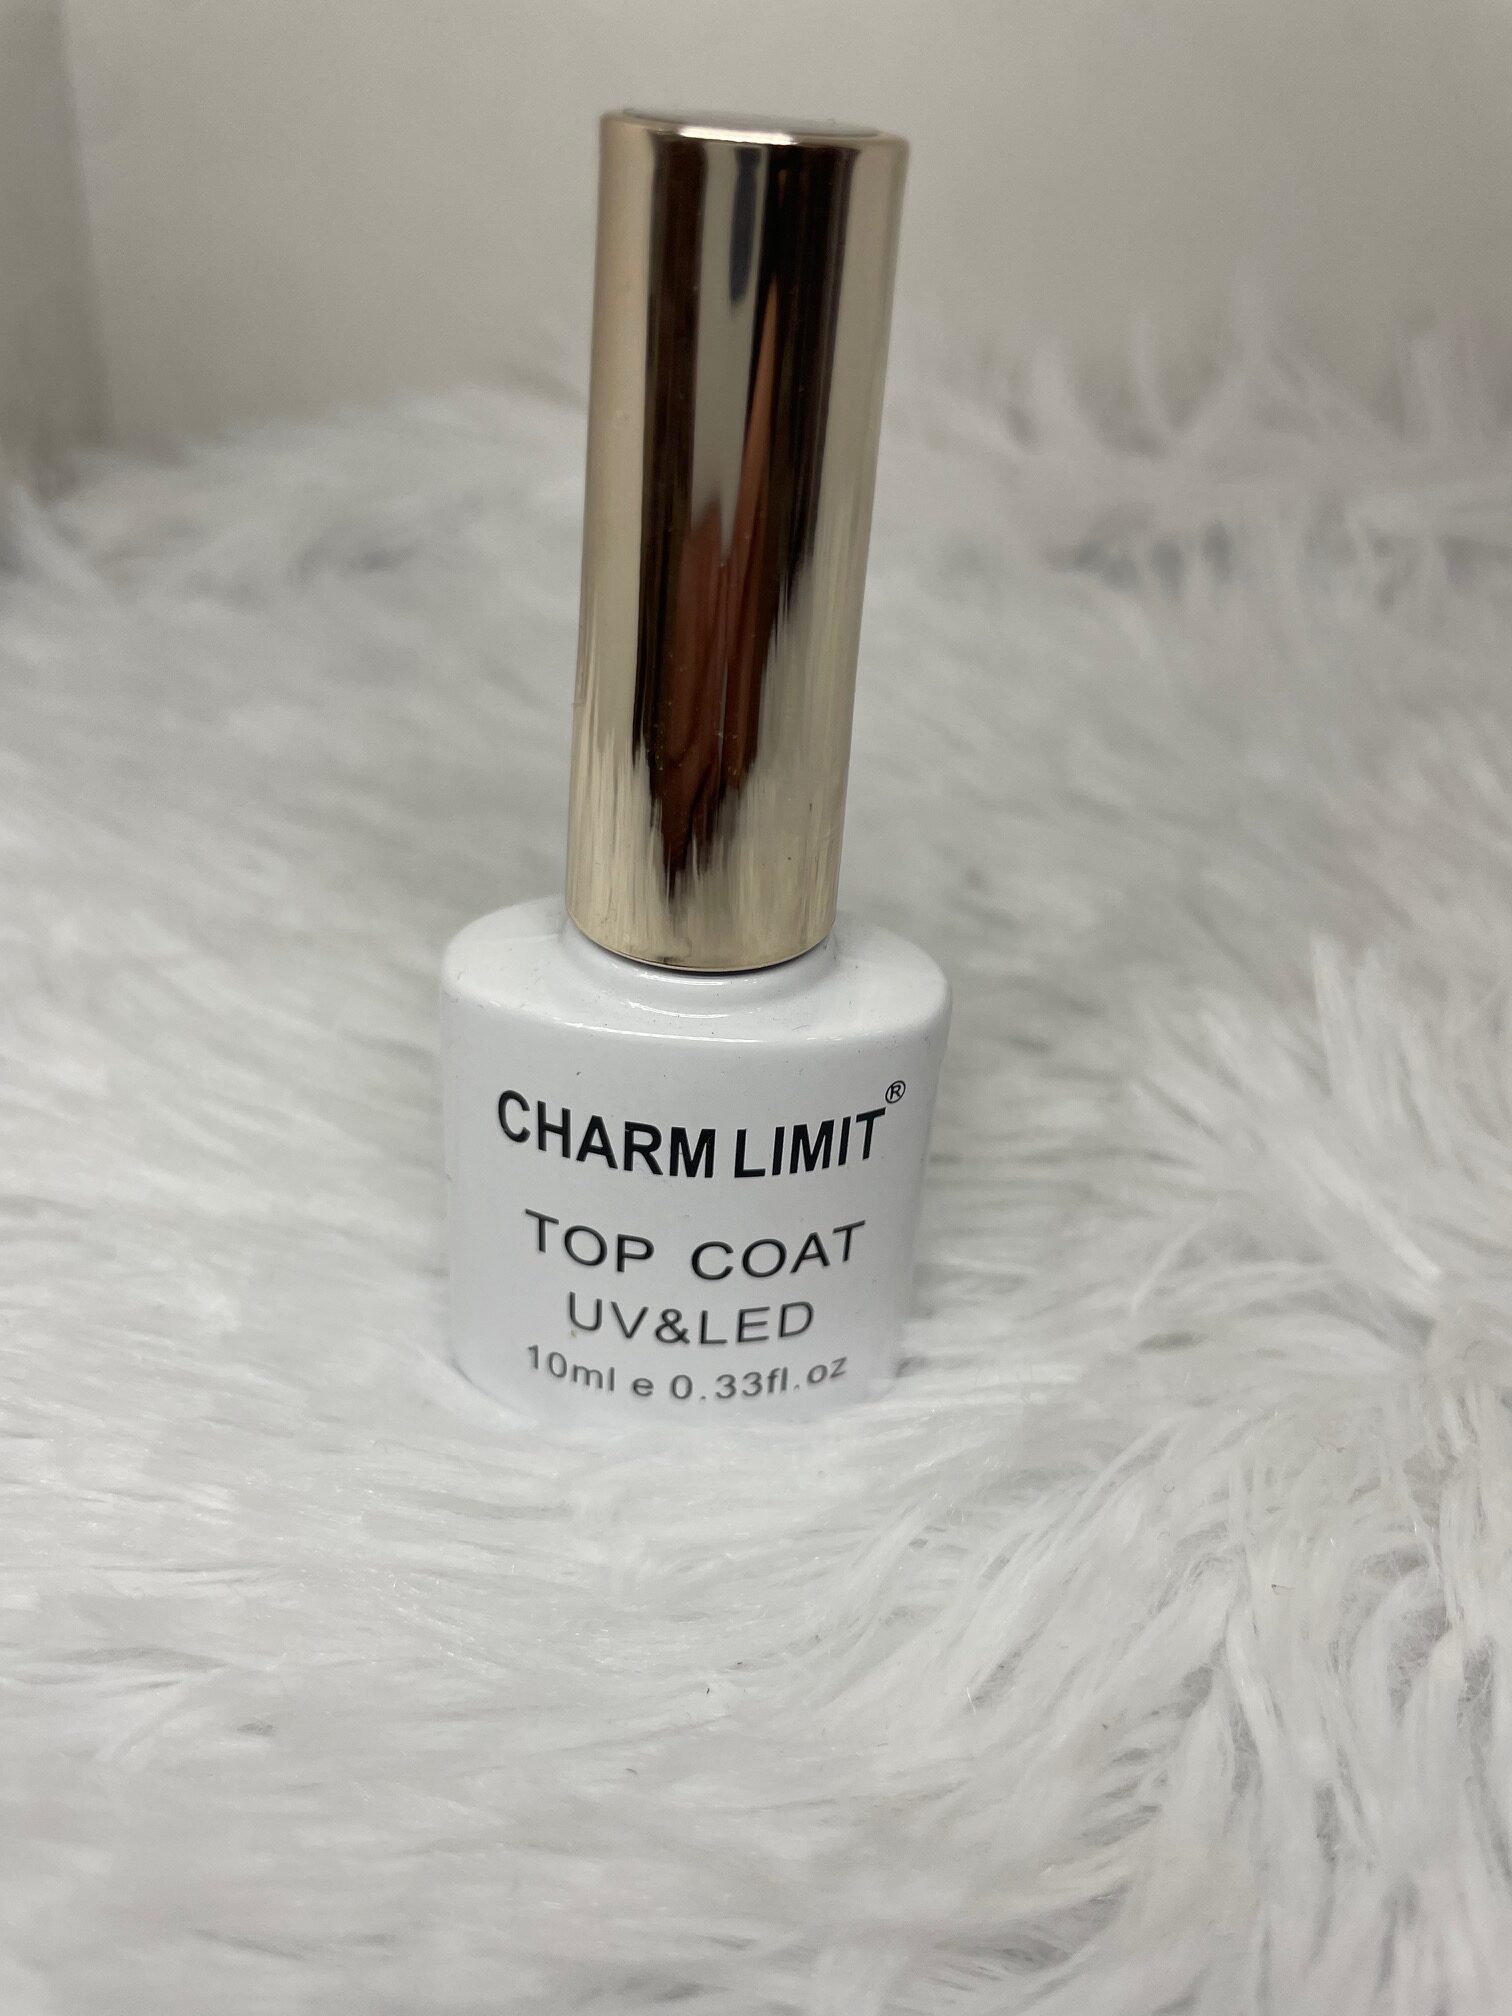 CHARM LIMIT®
TOP COAT
UV&LED
10ml e 0.33fl.oz